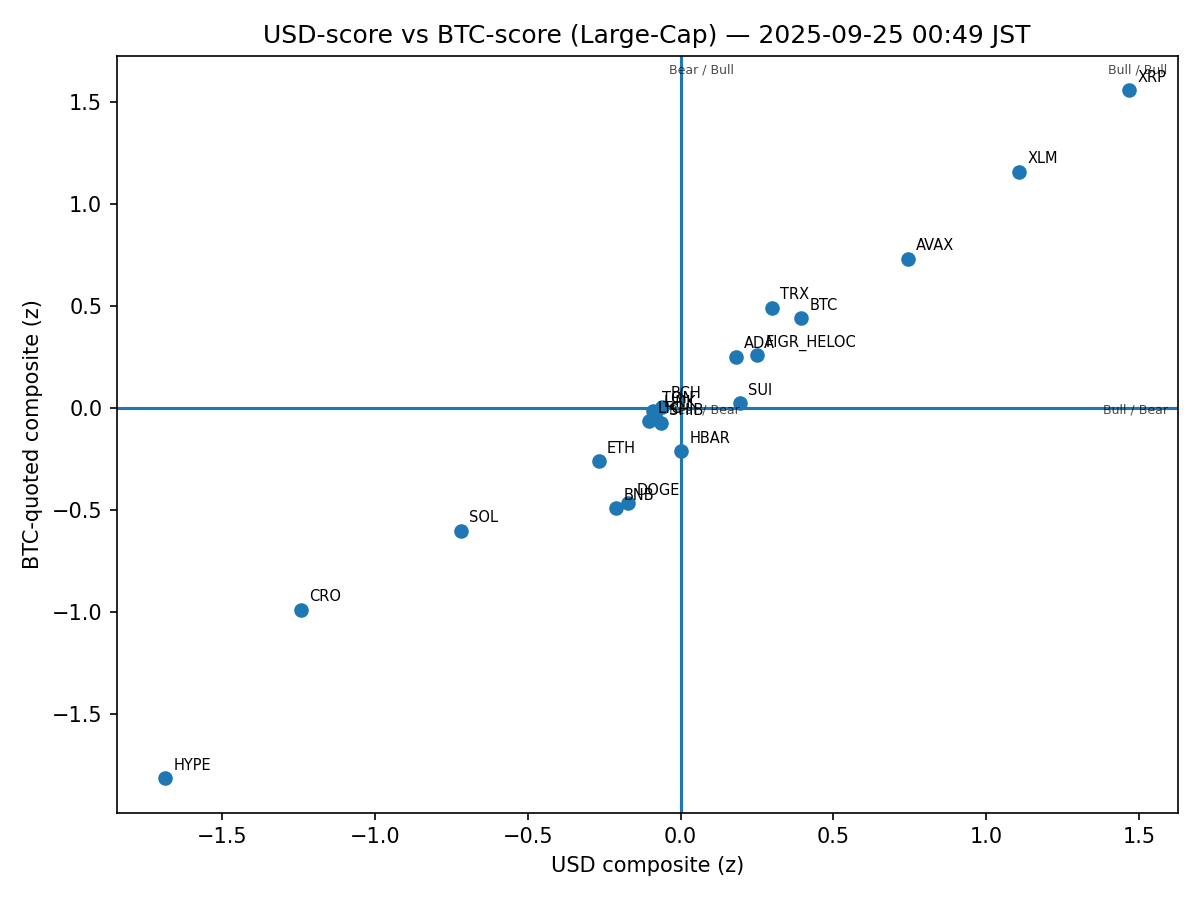 USD-score vs BTC-score (Large-Cap) — 2025-09-25 00:49 JST
Bear / Bull
Bull / Bull
XRP
XLM
AVAX
TRX
BTC
ADA
FIGR_HELOC
SUI
BCH
SHIB
Bull / Bear
HBAR
ETH
DOGE
BNB
SOL
CRO
HYPE
1.5
1.0
0.5
0.0
−0.5
−1.0
−1.5
BTC-quoted composite (z)
−1.5
−1.0
−0.5
0.0
0.5
1.0
1.5
USD composite (z)